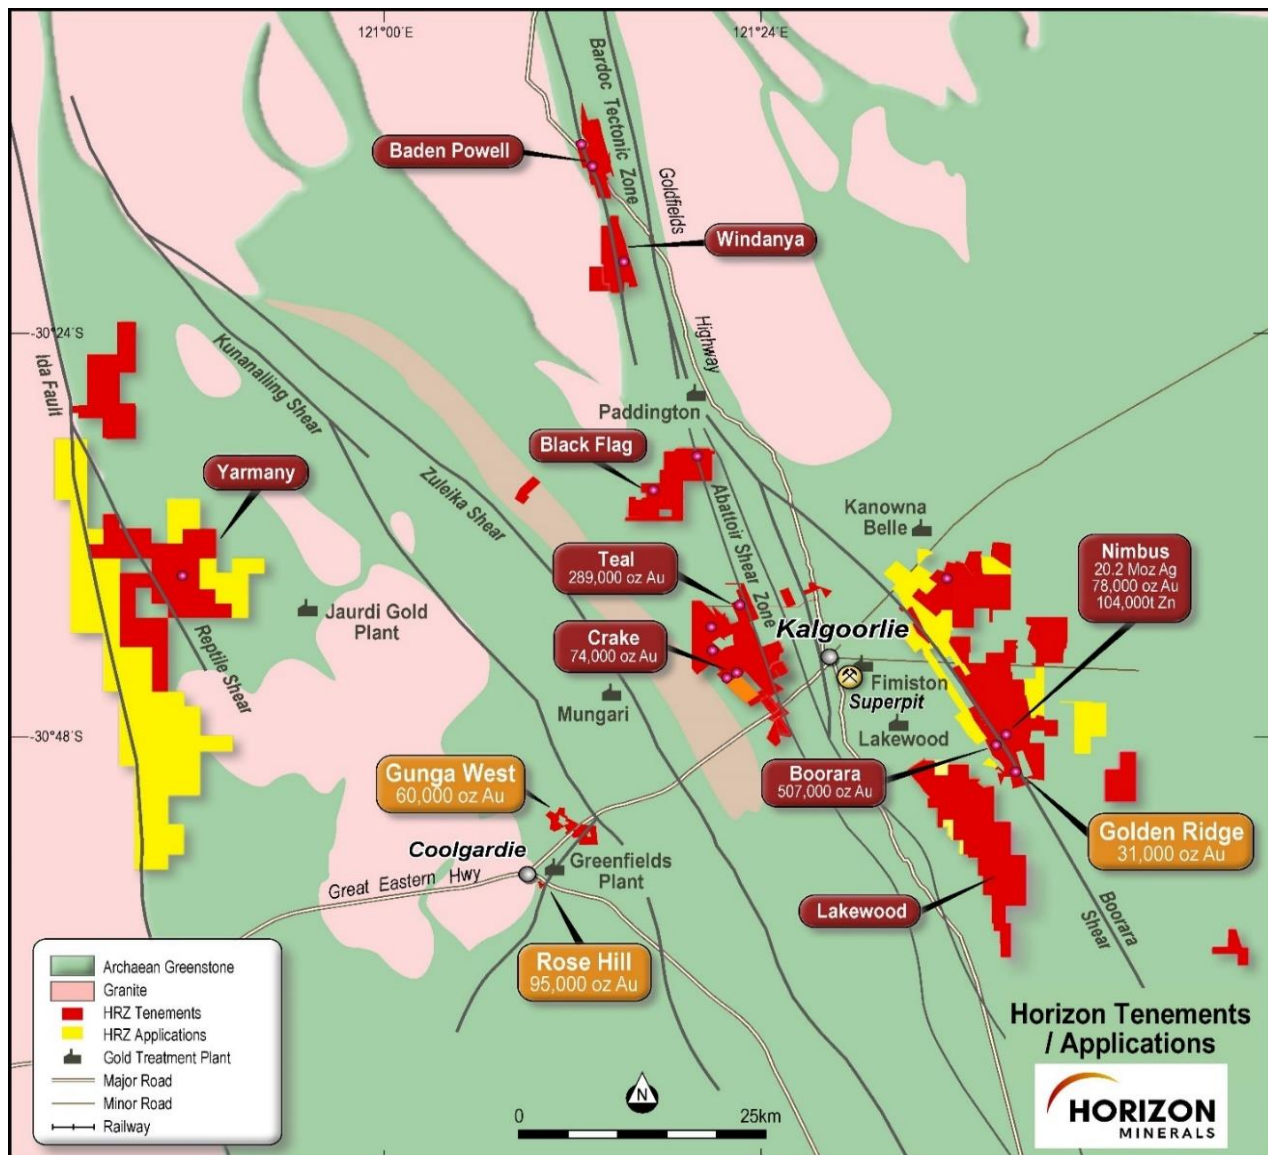 121°00´E
121°24´E
Bardoc Tectonic Zone
Baden Powell
Goldfields
Windanya
-30°24´S
Highway
Ida Fault
Kunanalling Shear
Paddington
Black Flag
Yarmany
Zuleika Shear
Abattoir Shear Zone
Kanowna
Belle
Teal
289,000 oz Au
Nimbus
20.2 Moz Ag
78,000 oz Au
104,000t Zn
Jaurdi Gold
Plant
Reptile Shear
Crake
74,000 oz Au
Kalgoorlie
Fimiston
Superpit
Mungari
Lakewood
-30°48´S
Gunga West
60,000 oz Au
Boorara
507,000 oz Au
Golden Ridge
31,000 oz Au
Coolgardie
Greenfields
Plant
Great Eastern Hwy
Lakewood
Boorara
Shear
Rose Hill
95,000 oz Au
Archaean Greenstone
Granite
HRZ Tenements
HRZ Applications
Gold Treatment Plant
Major Road
Minor Road
Railway
N
0
25km
Horizon Tenements
/ Applications
HORIZON
MINERALS